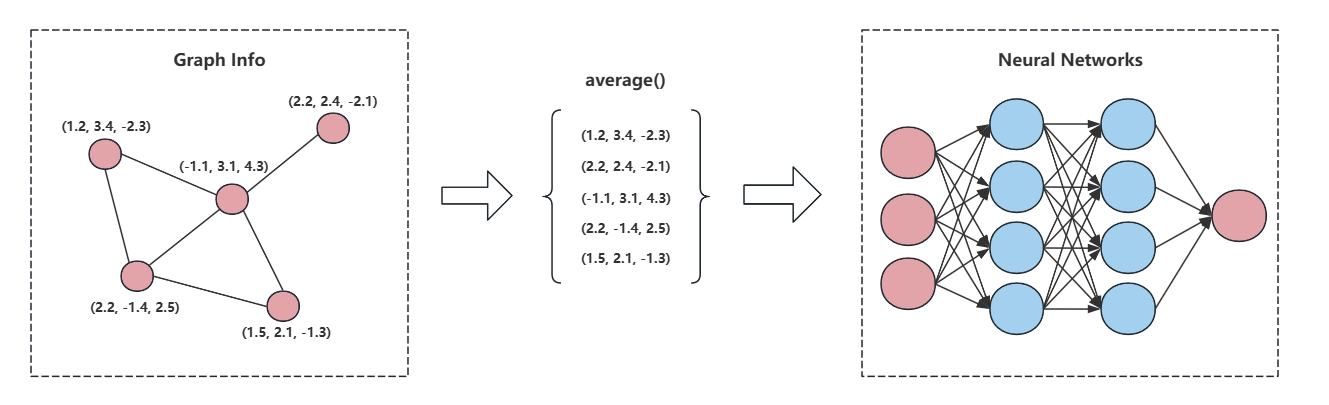 Graph Info
(2.2, 2.4, -2.1)
(1.2, 3.4, -2.3)
(-1.1, 3.1, 4.3)
(2.2, -1.4, 2.5)
(1.5, 2.1, -1.3)
average()
(1.2, 3.4, -2.3)
(2.2, 2.4, -2.1)
(-1.1, 3.1, 4.3)
(2.2, -1.4, 2.5)
(1.5, 2.1, -1.3)
Neural Networks